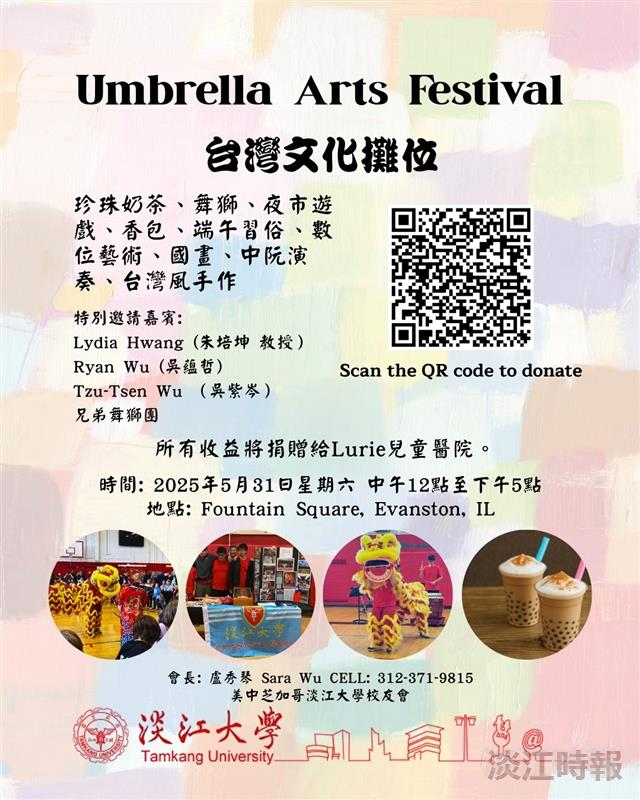 Umbrella Arts Festival
台灣文化攤位
珍珠奶茶、舞獅、夜市遊
戲、香包、端午習俗、數
位藝術、國畫、中阮演
奏、台灣風手作
特別邀請嘉賓:
Lydia Hwang (朱培坤 教授)
Ryan Wu (吳蘊哲)
Tzu-Tsen Wu (吳紫岑)
兄弟舞獅團
Scan the QR code to donate
所有收益將捐贈給Lurie兒童醫院。
時間: 2025年5月31日星期六 中午12點至下午5點
地點: Fountain Square, Evanston, IL
淡江大學
會長: 盧秀琴 Sara Wu CELL: 312-371-9815
美中芝加哥淡江大學校友會
TAMKANG UNIVERSITY
淡江大學
Tamkang University
淡江時報